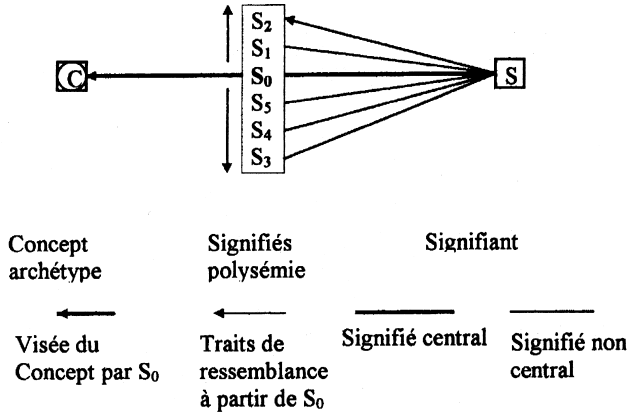 S₂
S₁
C S₀ S
S₅
S₄
S₃
Concept Signifiés Signifiant
archétype polysémie
Visée du Traits de Signifié central Signifié non
Concept par S₀ ressemblance central
à partir de S₀